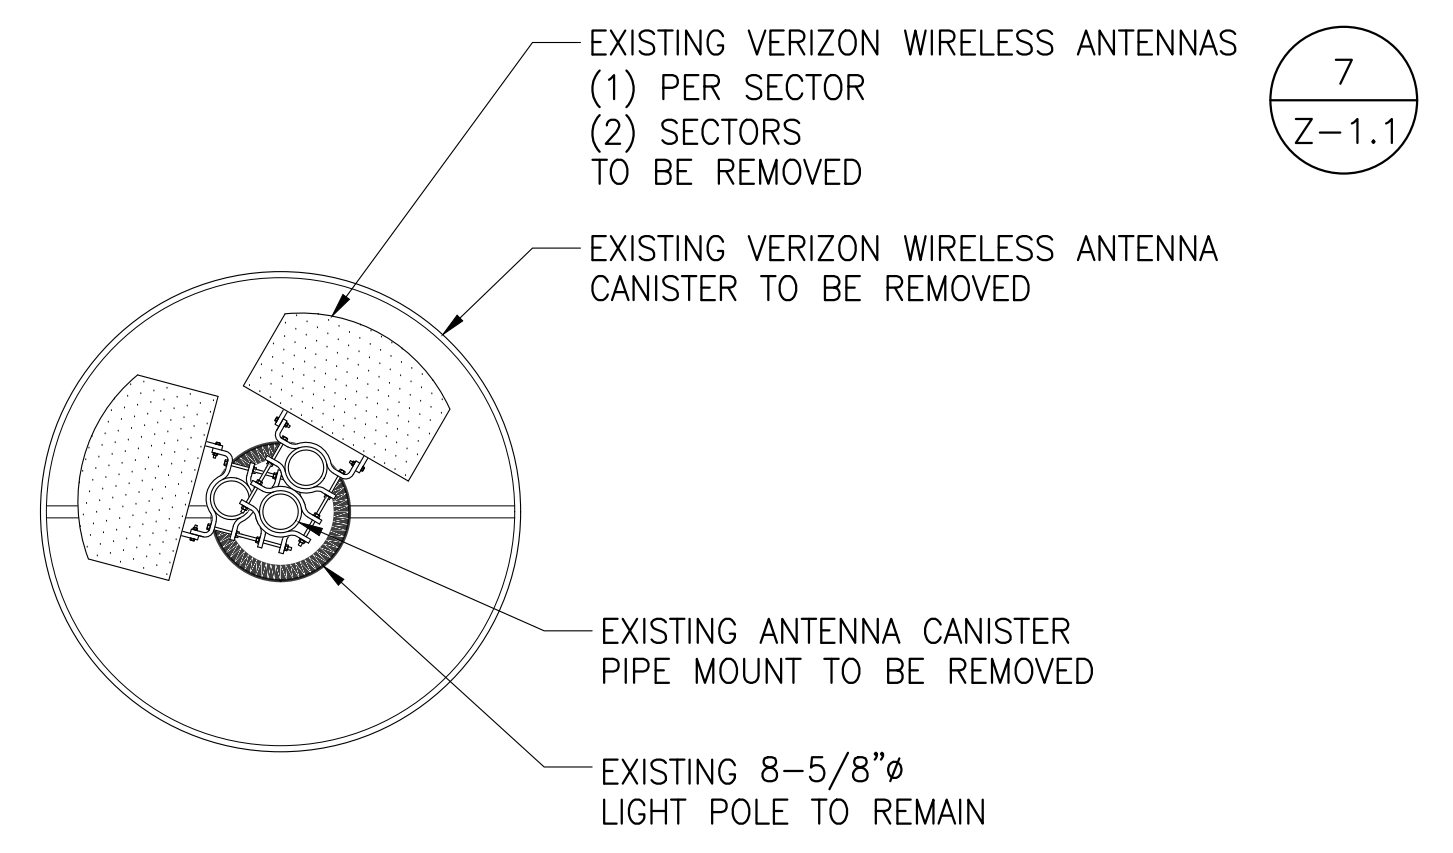 EXISTING VERIZON WIRELESS ANTENNAS
(1) PER SECTOR
(2) SECTORS
TO BE REMOVED
7
Z-1.1
EXISTING VERIZON WIRELESS ANTENNA
CANISTER TO BE REMOVED
EXISTING ANTENNA CANISTER
PIPE MOUNT TO BE REMOVED
EXISTING 8-5/8"ø
LIGHT POLE TO REMAIN